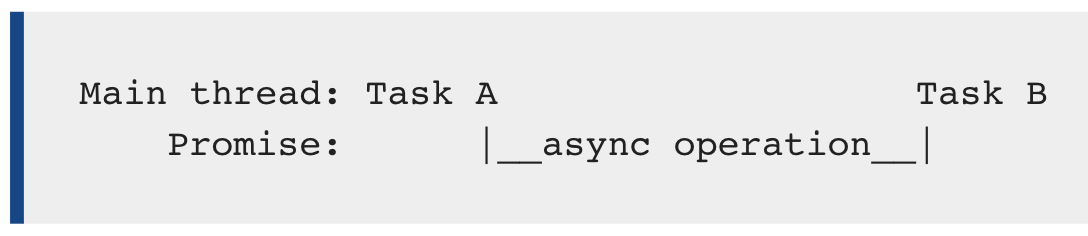 Main thread: Task A                   Task B
    Promise:      |__async operation__|